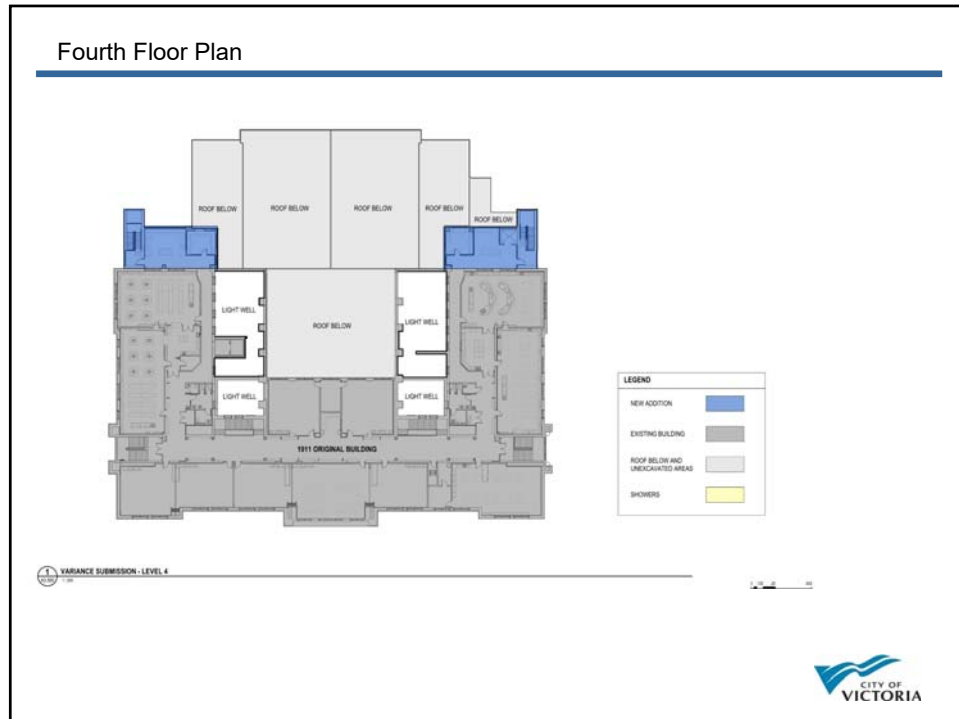 Fourth Floor Plan
ROOF BELOW
ROOF BELOW
ROOF BELOW
ROOF BELOW
ROOF BELOW
LIGHT WELL
ROOF BELOW
LIGHT WELL
LIGHT WELL
LIGHT WELL
1911 ORIGINAL BUILDING
LEGEND
NEW ADDITION
EXISTING BUILDING
ROOF BELOW AND
UNEXCAVATED AREAS
SHOWERS
1 VARIANCE SUBMISSION - LEVEL 4
CITY OF
VICTORIA